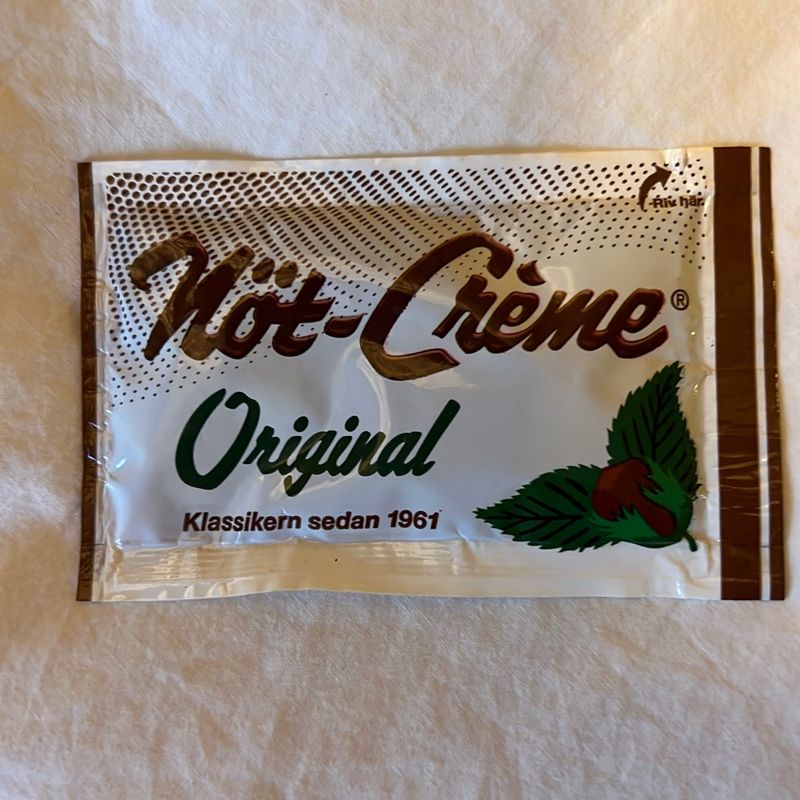 Riv här.
Nöt-Crème®
Original
Klassikern sedan 1961